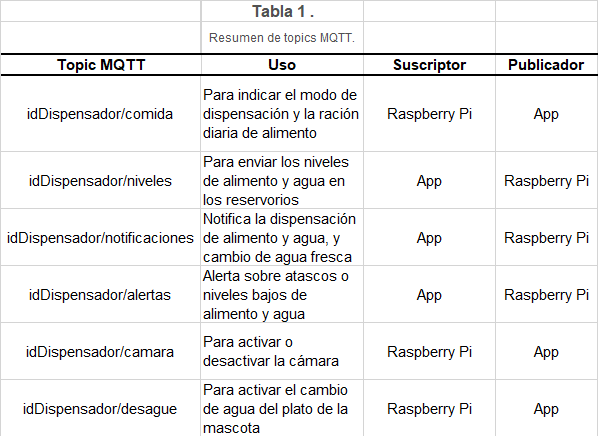 Tabla 1 .
Resumen de topics MQTT.
Topic MQTT Uso Suscriptor Publicador
idDispensador/comida
Para indicar el modo de
dispensación y la ración
diaria de alimento
Raspberry Pi
App
idDispensador/niveles
Para enviar los niveles
de alimento y agua en
los reservorios
App
Raspberry Pi
idDispensador/notificaciones
Notifica la dispensación
de alimento y agua, y
cambio de agua fresca
App
Raspberry Pi
idDispensador/alertas
Alerta sobre atascos o
niveles bajos de
alimento y agua
App
Raspberry Pi
idDispensador/camara
Para activar o
desactivar la cámara
Raspberry Pi
App
idDispensador/desague
Para activar el cambio
de agua del plato de la
mascota
Raspberry Pi
App